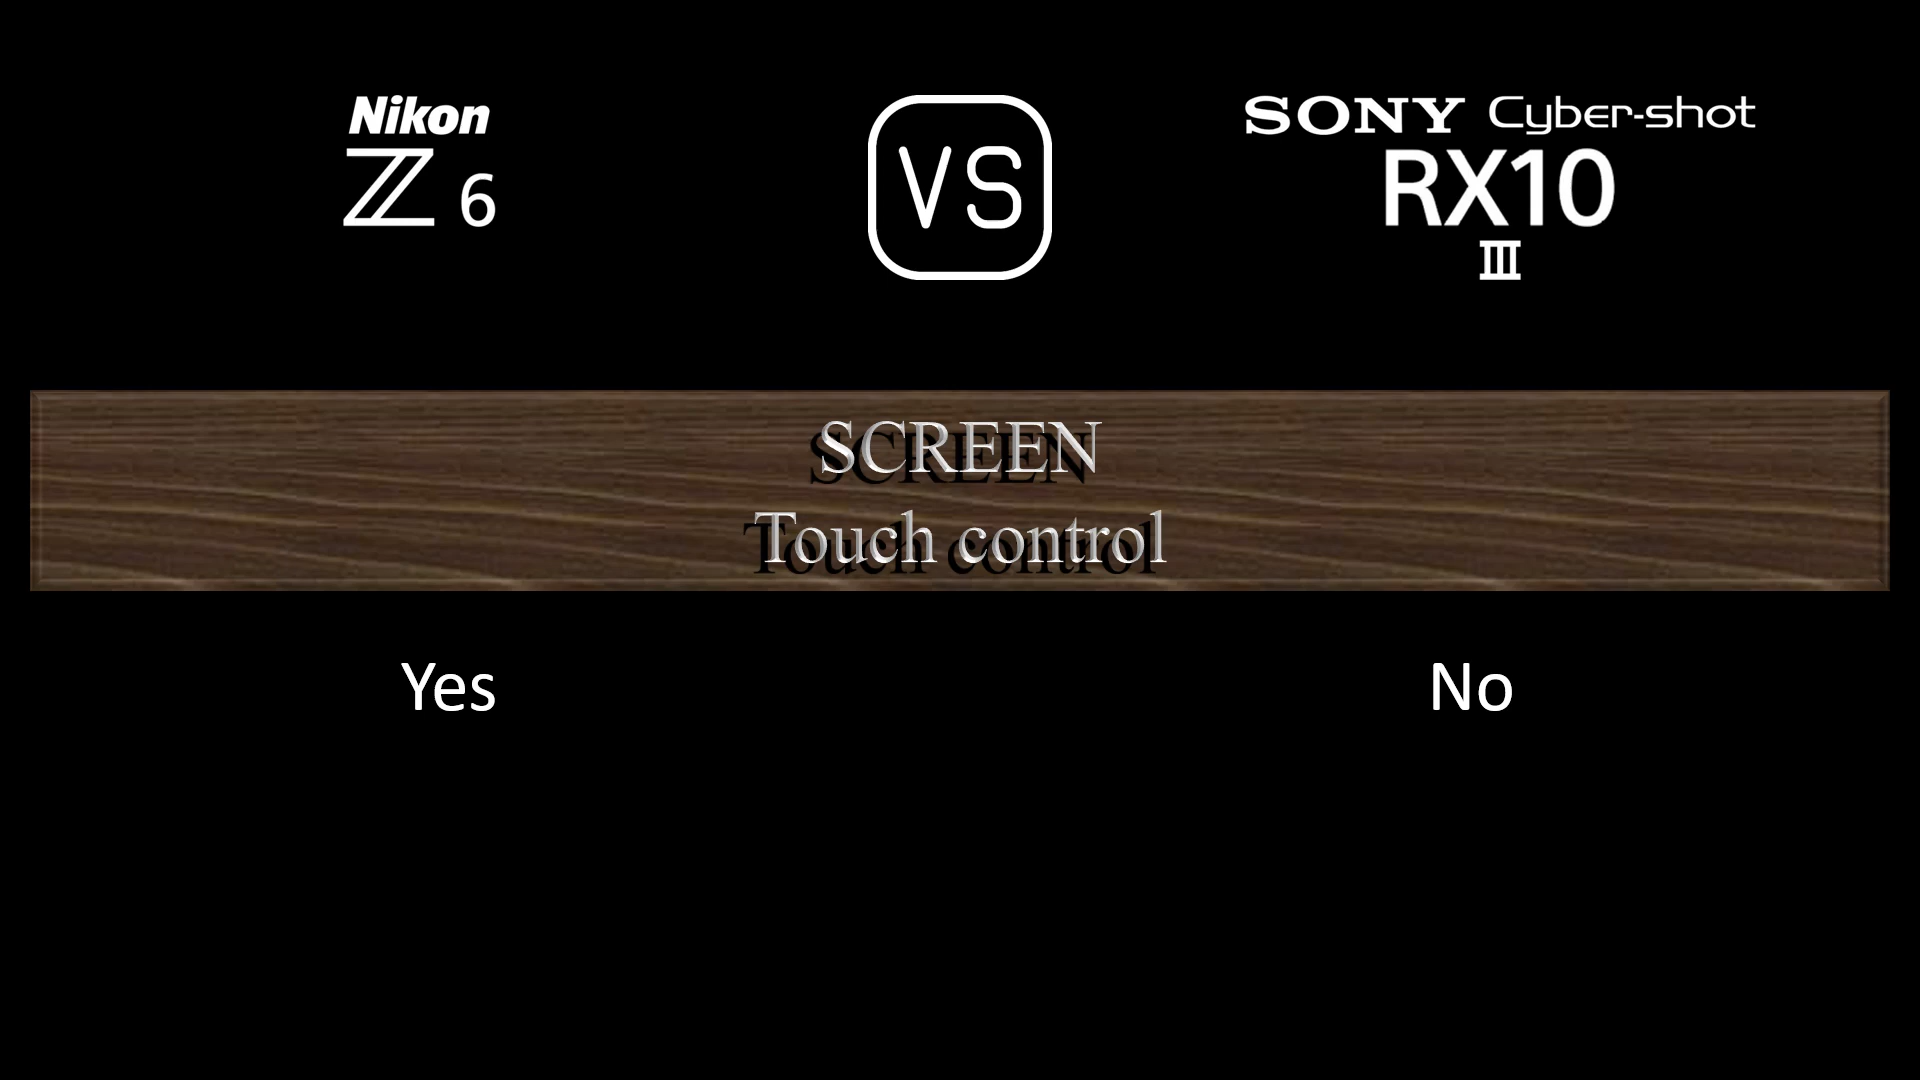 Nikon
Z 6
VS
SONY Cyber-shot
RX10
III
SCREEN
Touch control
Yes
No